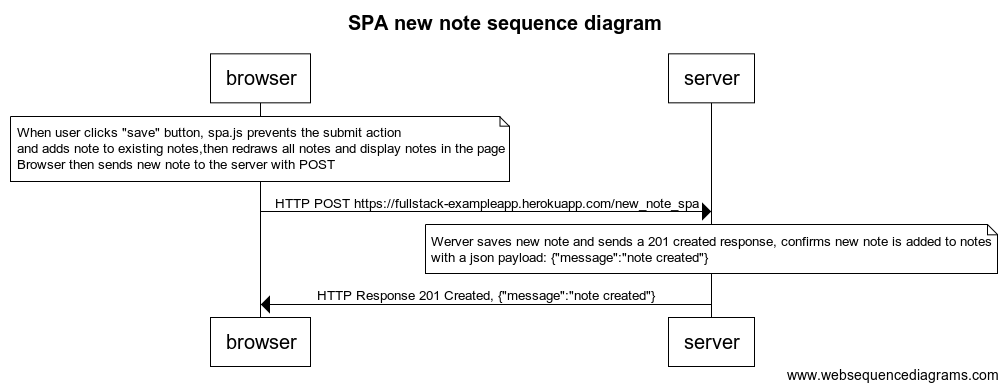 SPA new note sequence diagram
browser
server
When user clicks "save" button, spa.js prevents the submit action
and adds note to existing notes,then redraws all notes and display notes in the page
Browser then sends new note to the server with POST
HTTP POST https://fullstack-exampleapp.herokuapp.com/new_note_spa
Werver saves new note and sends a 201 created response, confirms new note is added to notes
with a json payload: {"message":"note created"}
HTTP Response 201 Created, {"message":"note created"}
browser
server
www.websequencediagrams.com